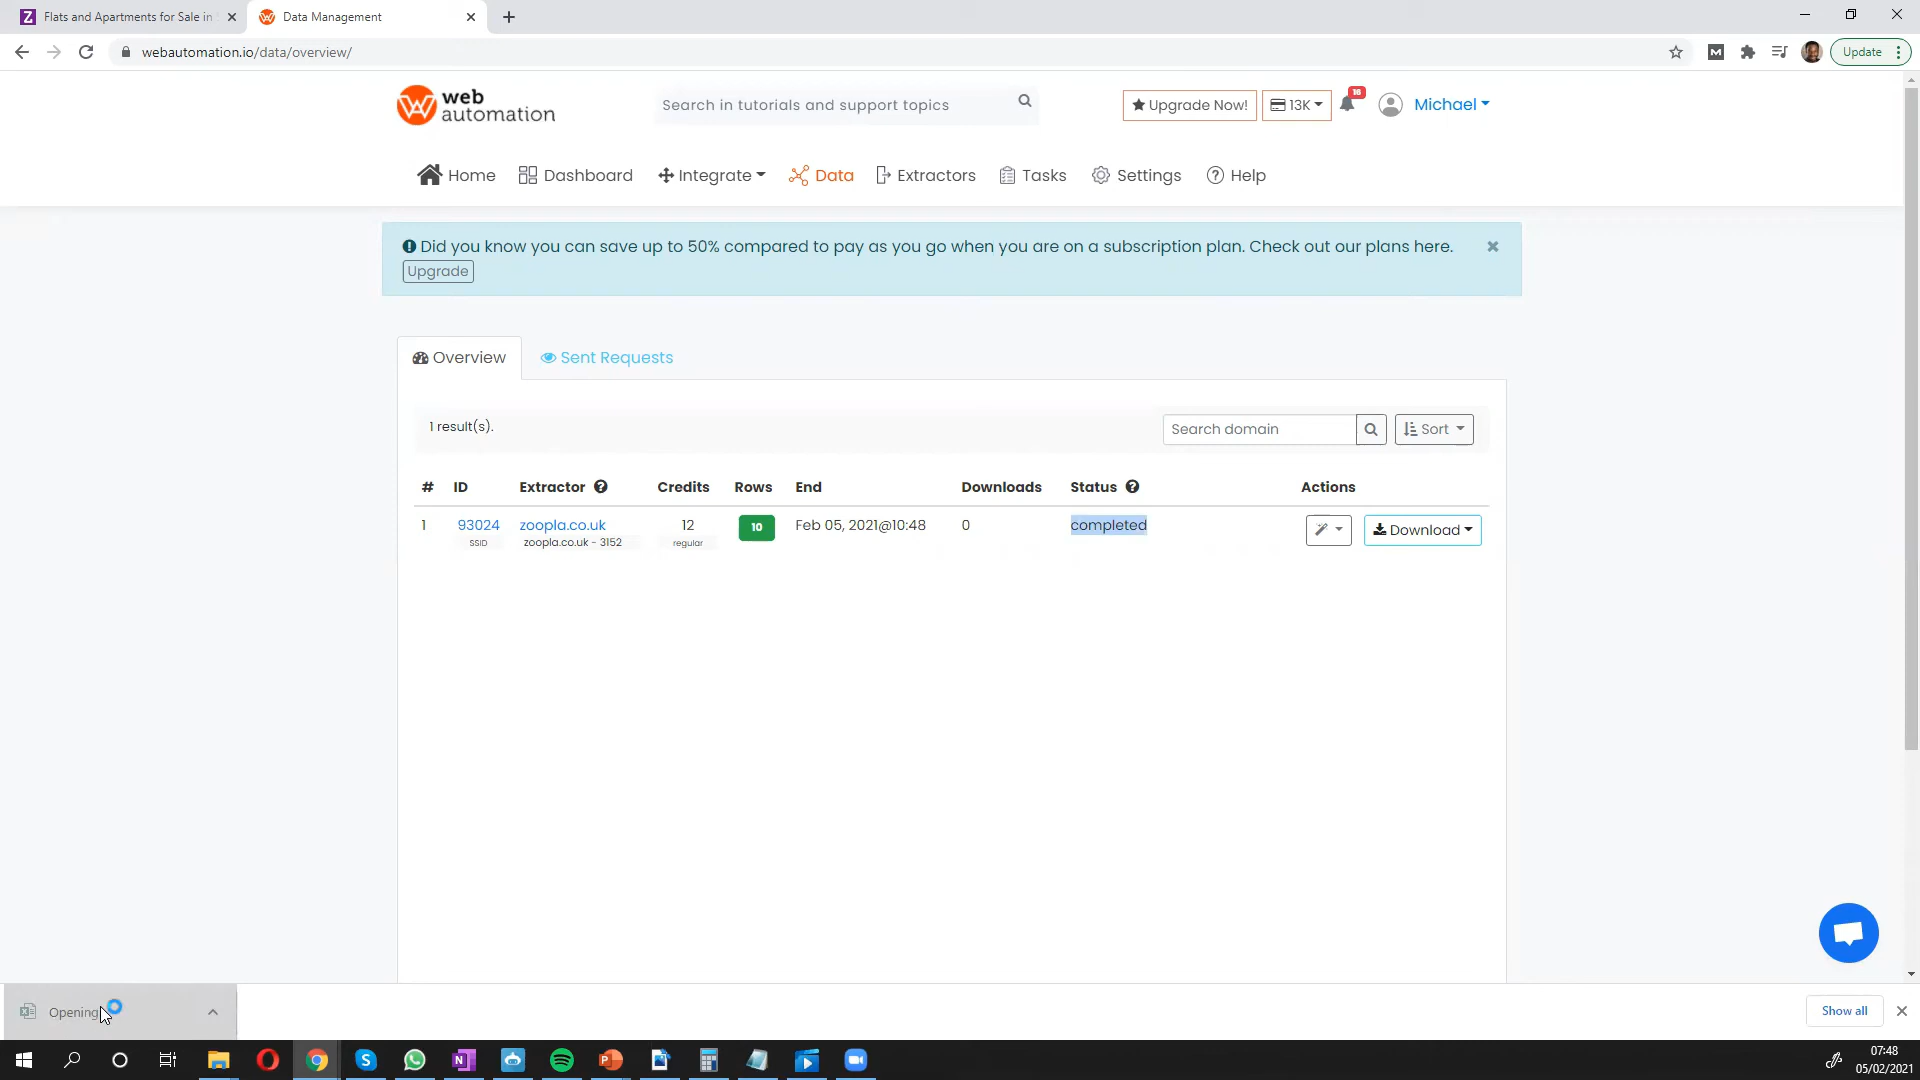 Flats and Apartments for Sale in
Data Management
webautomation.io/data/overview/
Update
web
automation
Search in tutorials and support topics
Upgrade Now!
13K
18
Michael
Home
Dashboard
Integrate
Data
Extractors
Tasks
Settings
Help
Did you know you can save up to 50% compared to pay as you go when you are on a subscription plan. Check out our plans here.
Upgrade
Overview
Sent Requests
1 result(s).
Search domain
Sort
# ID Extractor Credits Rows End Downloads Status Actions
1 93024 zoopla.co.uk 12 10 Feb 05, 2021@10:48 0 completed Download
SSID zoopla.co.uk - 3152 regular
Opening
Show all
07:48
05/02/2021